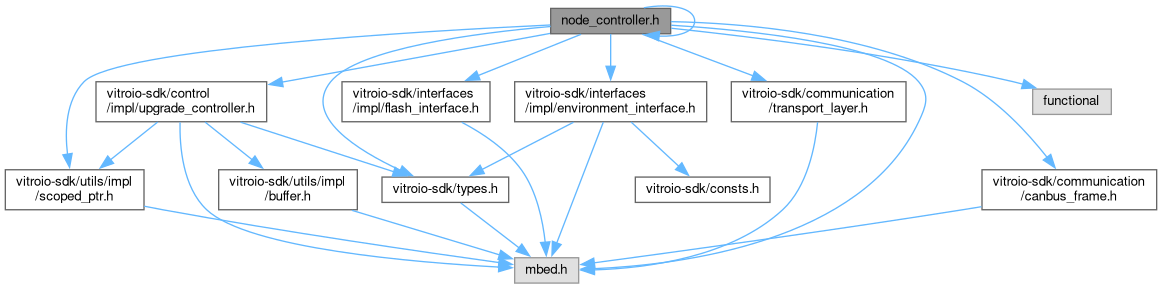 node_controller.h
vitroio-sdk/control
/impl/upgrade_controller.h
vitroio-sdk/interfaces
/impl/flash_interface.h
vitroio-sdk/interfaces
/impl/environment_interface.h
vitroio-sdk/communication
/transport_layer.h
functional
vitroio-sdk/utils/impl
/scoped_ptr.h
vitroio-sdk/utils/impl
/buffer.h
vitroio-sdk/types.h
vitroio-sdk/consts.h
vitroio-sdk/communication
/canbus_frame.h
mbed.h